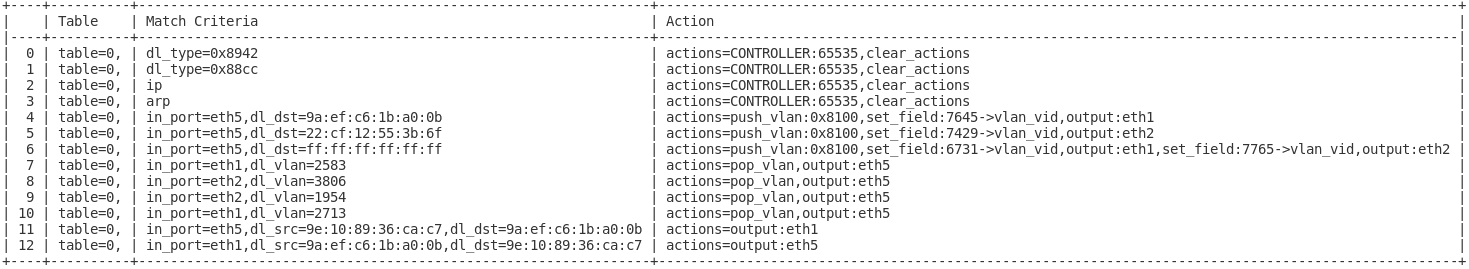 +----+----------+----------------------------------------------------------------+----------------------------------------------------------------------------------------------------+
|    | Table    | Match Criteria                                                 | Action                                                                                             |
|----+----------+----------------------------------------------------------------+----------------------------------------------------------------------------------------------------|
|  0 | table=0, | dl_type=0x8942                                                 | actions=CONTROLLER:65535,clear_actions                                                             |
|  1 | table=0, | dl_type=0x88cc                                                 | actions=CONTROLLER:65535,clear_actions                                                             |
|  2 | table=0, | ip                                                             | actions=CONTROLLER:65535,clear_actions                                                             |
|  3 | table=0, | arp                                                            | actions=CONTROLLER:65535,clear_actions                                                             |
|  4 | table=0, | in_port=eth5,dl_dst=9a:ef:c6:1b:a0:0b                          | actions=push_vlan:0x8100,set_field:7645->vlan_vid,output:eth1                                      |
|  5 | table=0, | in_port=eth5,dl_dst=22:cf:12:55:3b:6f                          | actions=push_vlan:0x8100,set_field:7429->vlan_vid,output:eth2                                      |
|  6 | table=0, | in_port=eth5,dl_dst=ff:ff:ff:ff:ff:ff                          | actions=push_vlan:0x8100,set_field:6731->vlan_vid,output:eth1,set_field:7765->vlan_vid,output:eth2 |
|  7 | table=0, | in_port=eth1,dl_vlan=2583                                      | actions=pop_vlan,output:eth5                                                                       |
|  8 | table=0, | in_port=eth2,dl_vlan=3806                                      | actions=pop_vlan,output:eth5                                                                       |
|  9 | table=0, | in_port=eth2,dl_vlan=1954                                      | actions=pop_vlan,output:eth5                                                                       |
| 10 | table=0, | in_port=eth1,dl_vlan=2713                                      | actions=pop_vlan,output:eth5                                                                       |
| 11 | table=0, | in_port=eth5,dl_src=9e:10:89:36:ca:c7,dl_dst=9a:ef:c6:1b:a0:0b | actions=output:eth1                                                                                |
| 12 | table=0, | in_port=eth1,dl_src=9a:ef:c6:1b:a0:0b,dl_dst=9e:10:89:36:ca:c7 | actions=output:eth5                                                                                |
+----+----------+----------------------------------------------------------------+----------------------------------------------------------------------------------------------------+